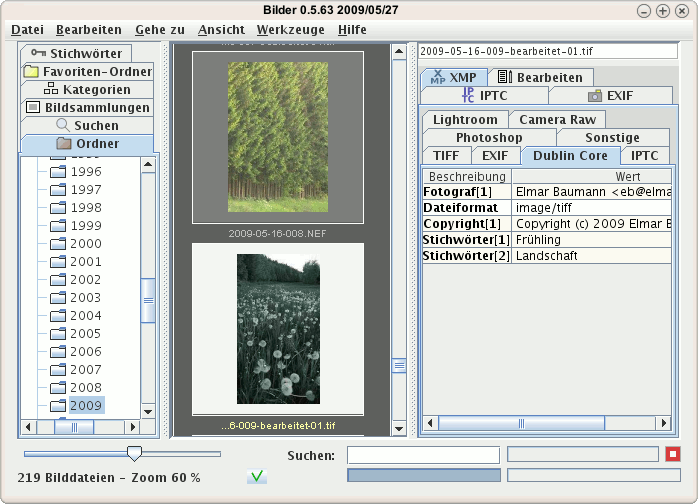 Bilder 0.5.63 2009/05/27
Datei Bearbeiten Gehe zu Ansicht Werkzeuge Hilfe
Stichwörter
Favoriten-Ordner
Kategorien
Bildsammlungen
Suchen
Ordner
1996
1997
1998
1999
2000
2001
2002
2003
2004
2005
2006
2007
2008
2009
2009-05-16-008.NEF
...6-009-bearbeitet-01.tif
2009-05-16-009-bearbeitet-01.tif
XMP Bearbeiten
IPTC EXIF
Lightroom Camera Raw
Photoshop Sonstige
TIFF EXIF Dublin Core IPTC
Beschreibung Wert
Fotograf[1] Elmar Baumann <eb@elma
Dateiformat image/tiff
Copyright[1] Copyright (c) 2009 Elmar B
Stichwörter[1] Frühling
Stichwörter[2] Landschaft
Suchen:
219 Bilddateien - Zoom 60 %